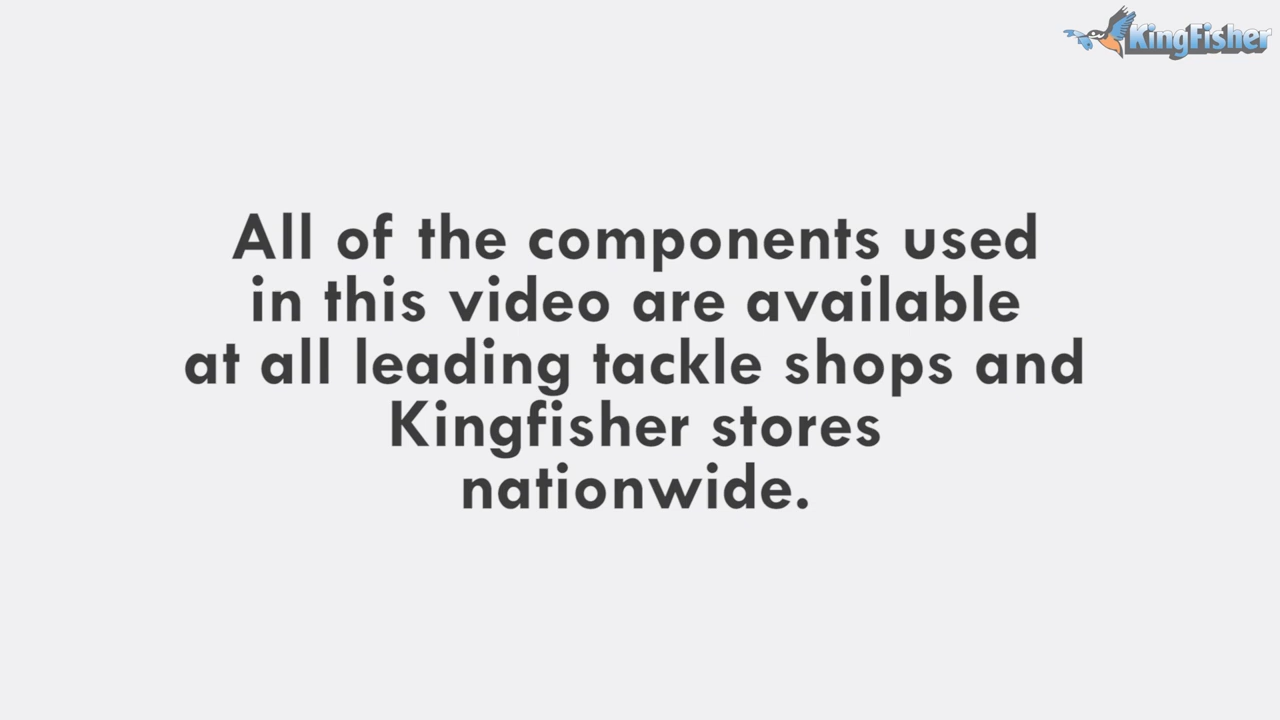 KingFisher
All of the components used
in this video are available
at all leading tackle shops and
Kingfisher stores
nationwide.